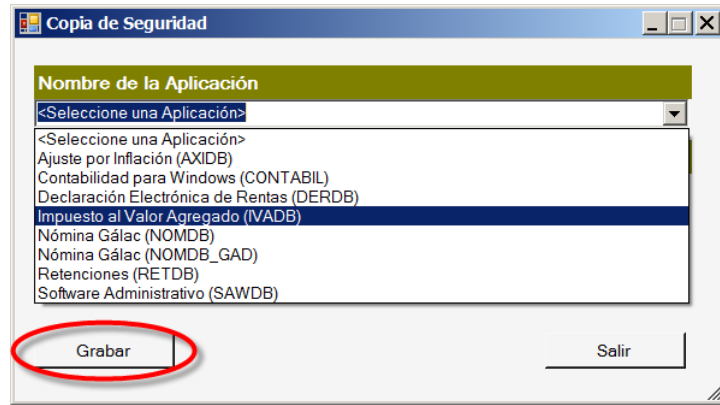 Copia de Seguridad
Nombre de la Aplicación
<Seleccione una Aplicación>
<Seleccione una Aplicación>
Ajuste por Inflación (AXIDB)
Contabilidad para Windows (CONTABIL)
Declaración Electrónica de Rentas (DERDB)
Impuesto al Valor Agregado (IVADB)
Nómina Gálac (NOMDB)
Nómina Gálac (NOMDB_GAD)
Retenciones (RETDB)
Software Administrativo (SAWDB)
Grabar
Salir